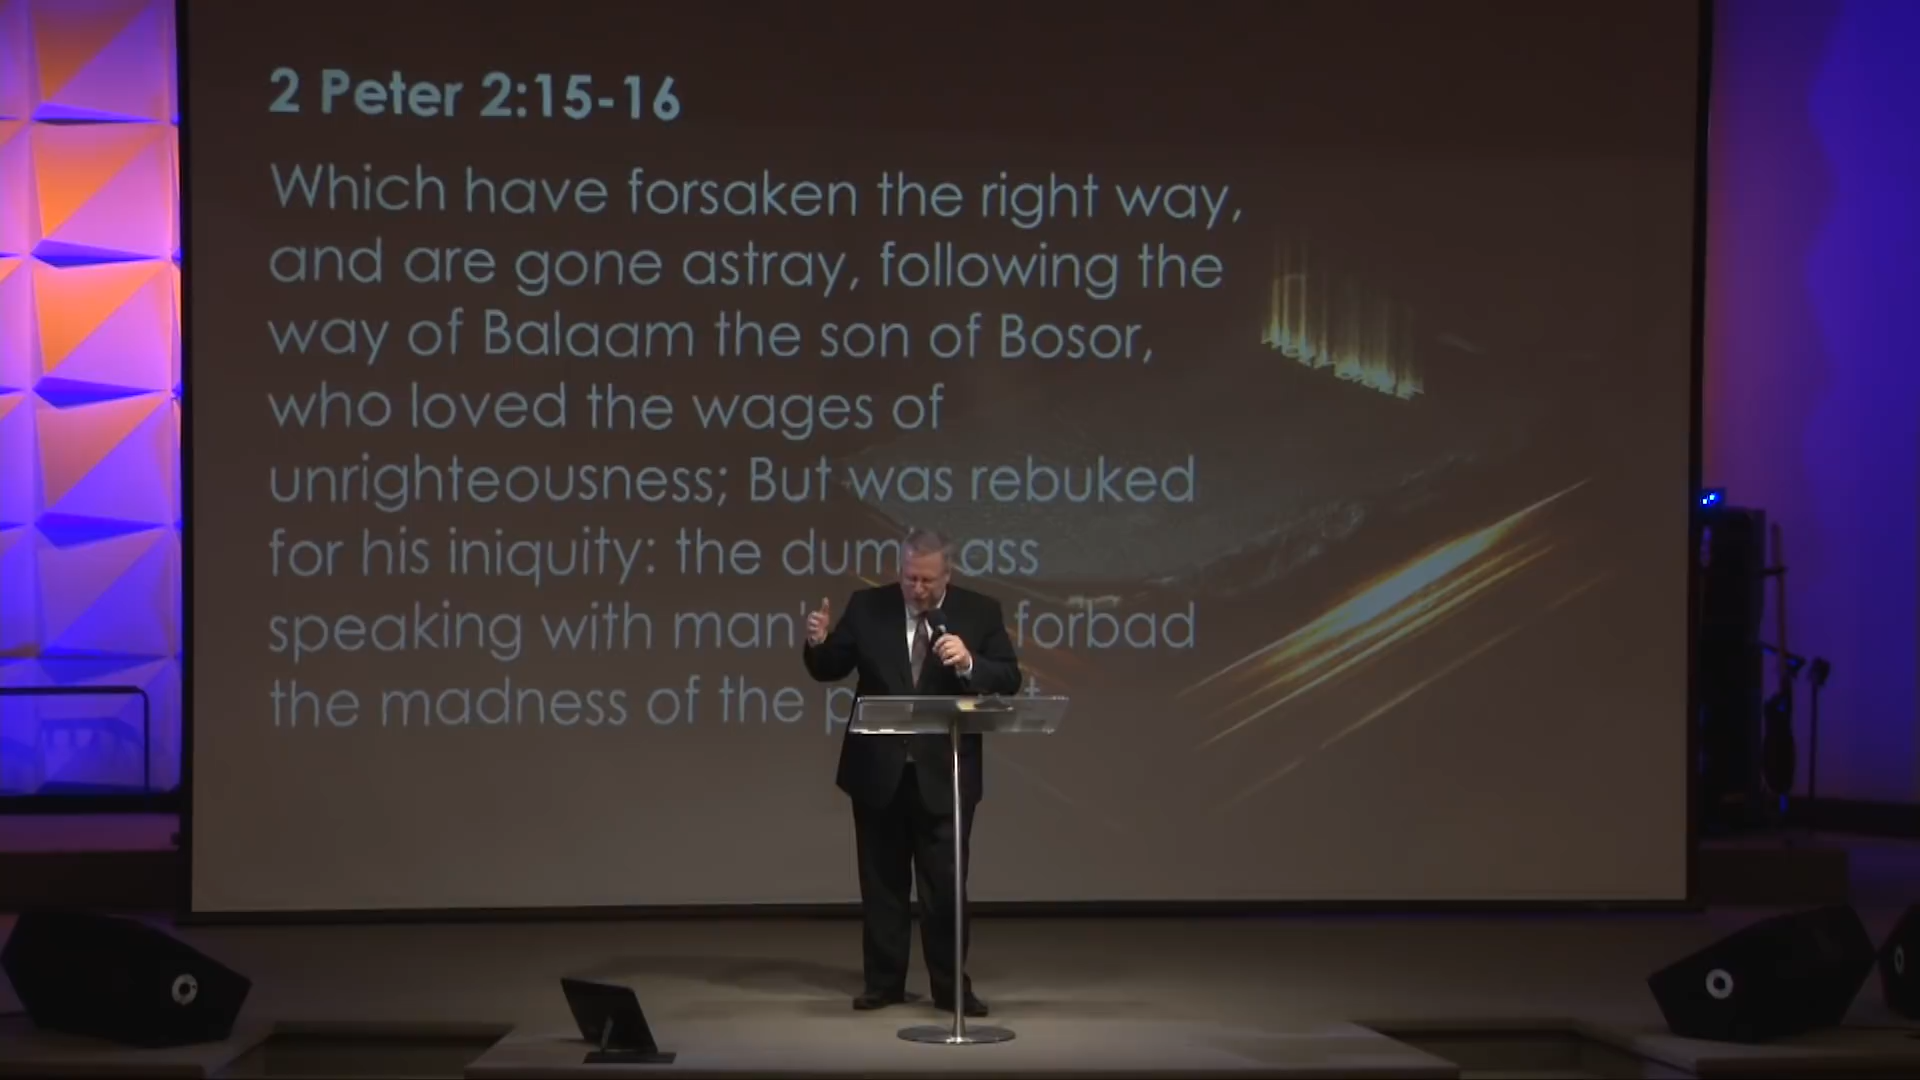 2 Peter 2:15-16
Which have forsaken the right way,
and are gone astray, following the
way of Balaam the son of Bosor,
who loved the wages of
unrighteousness; But was rebuked
for his iniquity: the ass
speaking with forbad
the madness of the